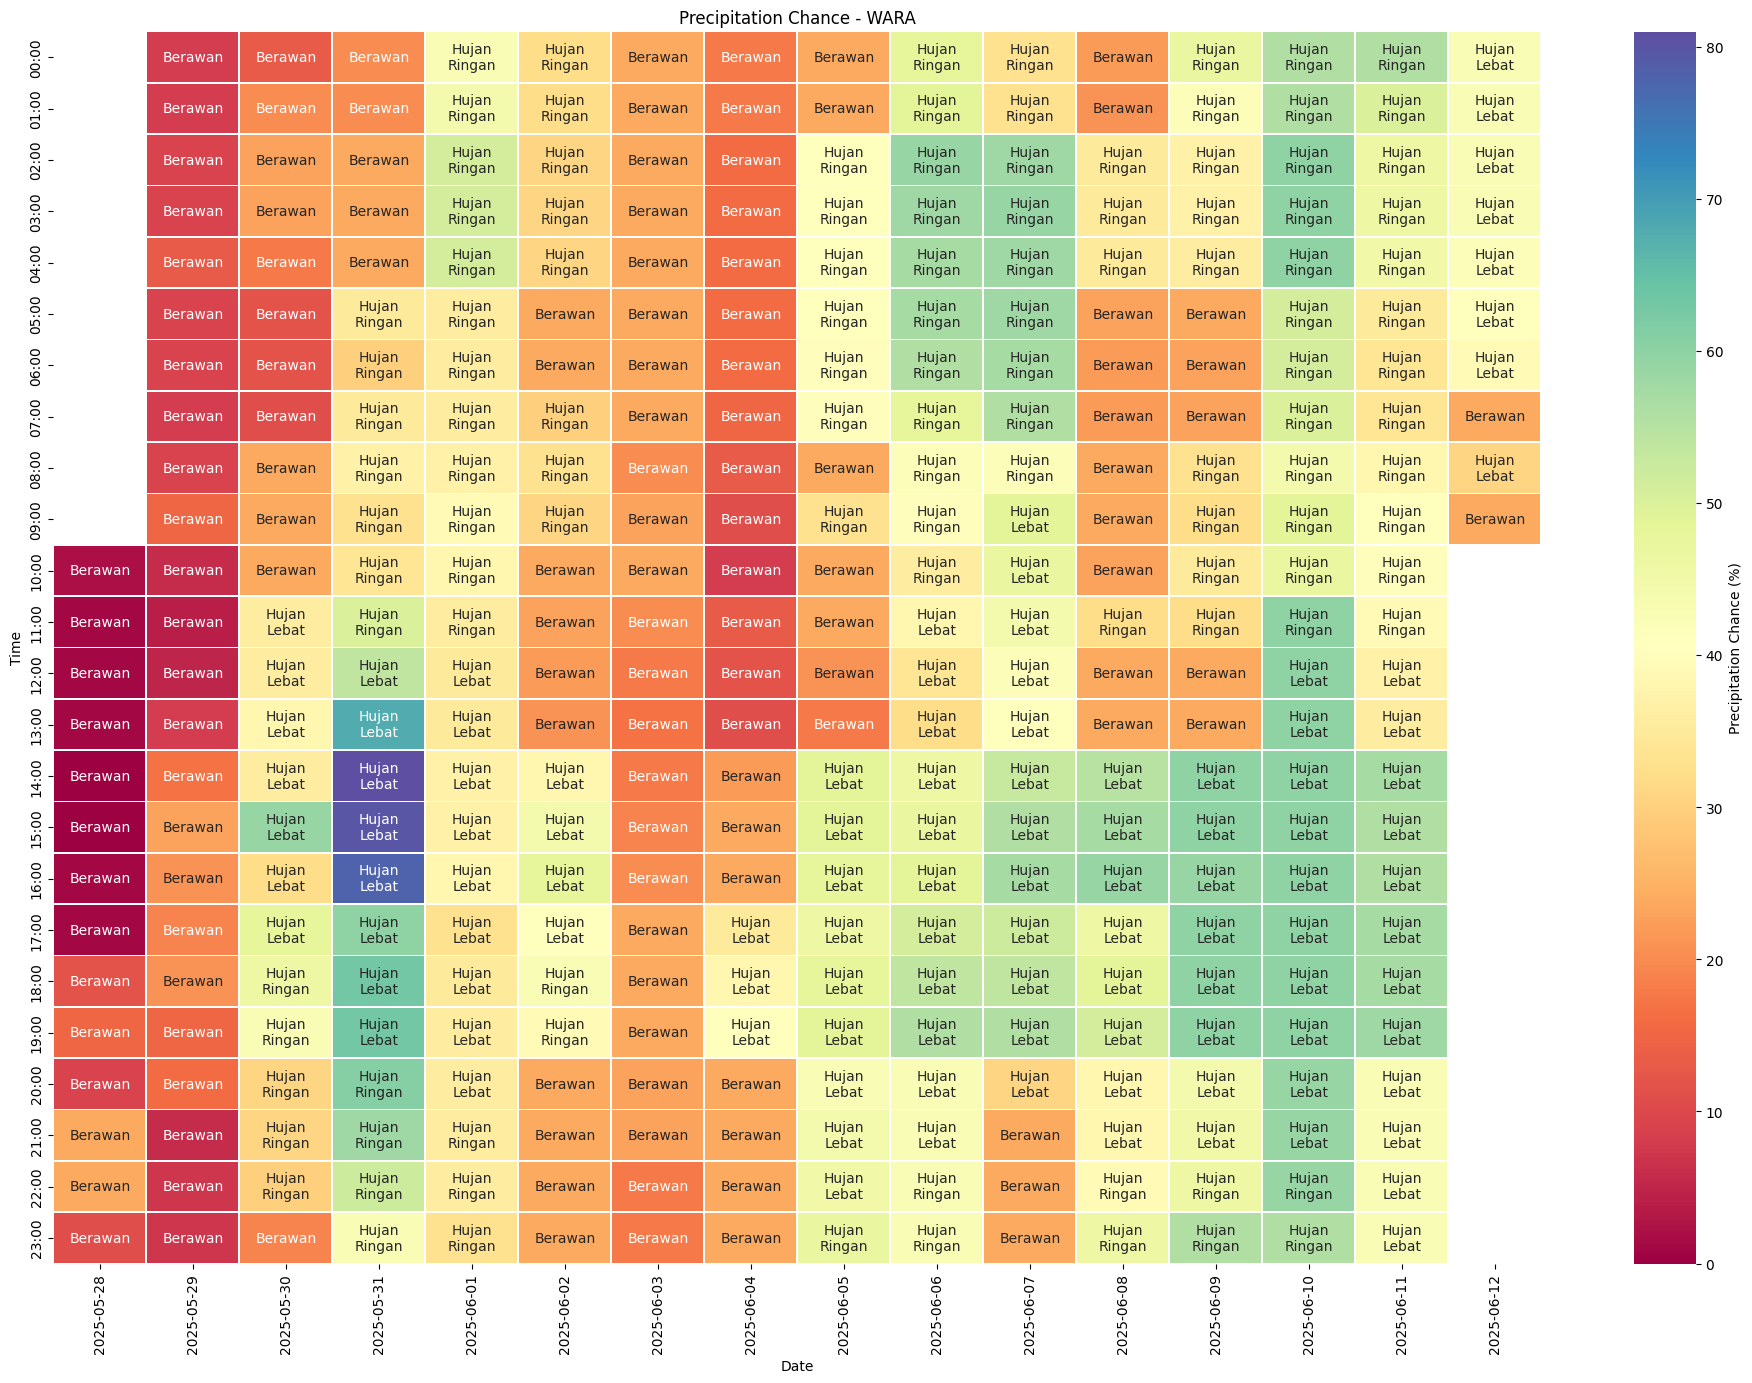 Precipitation Chance - WARA
00:00 Berawan Berawan Berawan Hujan Ringan Hujan Ringan Berawan Berawan Berawan Hujan Ringan Hujan Ringan Berawan Hujan Ringan Hujan Ringan Hujan Ringan Hujan Lebat
01:00 Berawan Berawan Berawan Hujan Ringan Hujan Ringan Berawan Berawan Berawan Hujan Ringan Hujan Ringan Berawan Hujan Ringan Hujan Ringan Hujan Ringan Hujan Lebat
02:00 Berawan Berawan Berawan Hujan Ringan Hujan Ringan Berawan Berawan Hujan Ringan Hujan Ringan Hujan Ringan Hujan Ringan Hujan Ringan Hujan Ringan Hujan Ringan Hujan Lebat
03:00 Berawan Berawan Berawan Hujan Ringan Hujan Ringan Berawan Berawan Hujan Ringan Hujan Ringan Hujan Ringan Hujan Ringan Hujan Ringan Hujan Ringan Hujan Ringan Hujan Lebat
04:00 Berawan Berawan Berawan Hujan Ringan Hujan Ringan Berawan Berawan Hujan Ringan Hujan Ringan Hujan Ringan Hujan Ringan Hujan Ringan Hujan Ringan Hujan Ringan Hujan Lebat
05:00 Berawan Berawan Hujan Ringan Hujan Ringan Berawan Berawan Berawan Hujan Ringan Hujan Ringan Hujan Ringan Berawan Berawan Hujan Ringan Hujan Ringan Hujan Lebat
06:00 Berawan Berawan Hujan Ringan Hujan Ringan Berawan Berawan Berawan Hujan Ringan Hujan Ringan Hujan Ringan Berawan Berawan Hujan Ringan Hujan Ringan Hujan Lebat
07:00 Berawan Berawan Hujan Ringan Hujan Ringan Hujan Ringan Berawan Berawan Hujan Ringan Hujan Ringan Hujan Ringan Berawan Berawan Hujan Ringan Hujan Ringan Berawan
08:00 Berawan Berawan Hujan Ringan Hujan Ringan Hujan Ringan Berawan Berawan Berawan Hujan Ringan Hujan Ringan Berawan Hujan Ringan Hujan Ringan Hujan Ringan Hujan Lebat
09:00 Berawan Berawan Hujan Ringan Hujan Ringan Hujan Ringan Berawan Berawan Hujan Ringan Hujan Ringan Hujan Lebat Berawan Hujan Ringan Hujan Ringan Hujan Ringan Berawan
10:00 Berawan Berawan Berawan Hujan Ringan Hujan Ringan Berawan Berawan Berawan Berawan Hujan Ringan Hujan Lebat Berawan Hujan Ringan Hujan Ringan Hujan Ringan
11:00 Berawan Berawan Hujan Lebat Hujan Ringan Hujan Ringan Berawan Berawan Berawan Berawan Hujan Lebat Hujan Lebat Hujan Ringan Hujan Ringan Hujan Ringan Hujan Ringan
12:00 Berawan Berawan Hujan Lebat Hujan Lebat Hujan Lebat Berawan Berawan Berawan Berawan Hujan Lebat Hujan Lebat Berawan Berawan Hujan Lebat Hujan Lebat
13:00 Berawan Berawan Hujan Lebat Hujan Lebat Hujan Lebat Berawan Berawan Berawan Berawan Hujan Lebat Hujan Lebat Berawan Berawan Hujan Lebat Hujan Lebat
14:00 Berawan Berawan Hujan Lebat Hujan Lebat Hujan Lebat Hujan Lebat Berawan Berawan Hujan Lebat Hujan Lebat Hujan Lebat Hujan Lebat Hujan Lebat Hujan Lebat Hujan Lebat
15:00 Berawan Berawan Hujan Lebat Hujan Lebat Hujan Lebat Hujan Lebat Berawan Berawan Hujan Lebat Hujan Lebat Hujan Lebat Hujan Lebat Hujan Lebat Hujan Lebat Hujan Lebat
16:00 Berawan Berawan Hujan Lebat Hujan Lebat Hujan Lebat Hujan Lebat Berawan Berawan Hujan Lebat Hujan Lebat Hujan Lebat Hujan Lebat Hujan Lebat Hujan Lebat Hujan Lebat
17:00 Berawan Berawan Hujan Lebat Hujan Lebat Hujan Lebat Hujan Lebat Berawan Hujan Lebat Hujan Lebat Hujan Lebat Hujan Lebat Hujan Lebat Hujan Lebat Hujan Lebat Hujan Lebat
18:00 Berawan Berawan Hujan Ringan Hujan Lebat Hujan Lebat Hujan Ringan Berawan Hujan Lebat Hujan Lebat Hujan Lebat Hujan Lebat Hujan Lebat Hujan Lebat Hujan Lebat Hujan Lebat
19:00 Berawan Berawan Hujan Ringan Hujan Lebat Hujan Lebat Hujan Ringan Berawan Hujan Lebat Hujan Lebat Hujan Lebat Hujan Lebat Hujan Lebat Hujan Lebat Hujan Lebat Hujan Lebat
20:00 Berawan Berawan Hujan Ringan Hujan Ringan Hujan Lebat Berawan Berawan Berawan Hujan Lebat Hujan Lebat Hujan Lebat Hujan Lebat Hujan Lebat Hujan Lebat Hujan Lebat
21:00 Berawan Berawan Hujan Ringan Hujan Ringan Hujan Ringan Berawan Berawan Berawan Hujan Lebat Hujan Lebat Berawan Hujan Lebat Hujan Lebat Hujan Lebat Hujan Lebat
22:00 Berawan Berawan Hujan Ringan Hujan Ringan Hujan Ringan Berawan Berawan Berawan Hujan Lebat Hujan Ringan Berawan Hujan Ringan Hujan Ringan Hujan Ringan Hujan Lebat
23:00 Berawan Berawan Berawan Hujan Ringan Hujan Ringan Berawan Berawan Berawan Hujan Ringan Hujan Ringan Berawan Hujan Ringan Hujan Ringan Hujan Ringan Hujan Lebat
Time
2025-05-28 2025-05-29 2025-05-30 2025-05-31 2025-06-01 2025-06-02 2025-06-03 2025-06-04 2025-06-05 2025-06-06 2025-06-07 2025-06-08 2025-06-09 2025-06-10 2025-06-11 2025-06-12
Date
80
70
60
50
40
30
20
10
0
Precipitation Chance (%)